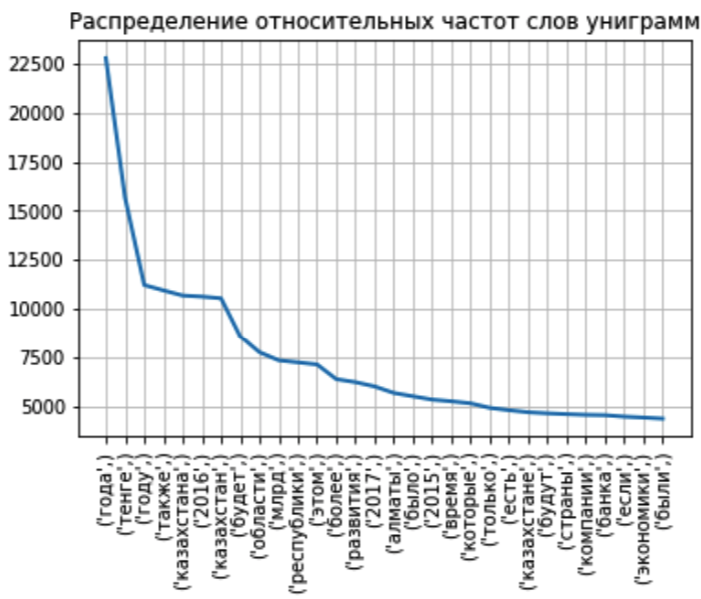 Распределение относительных частот слов униграмм
22500
20000
17500
15000
12500
10000
7500
5000
('года',)
('тенге',)
('году',)
('также',)
('казахстана',)
('2016',)
('казахстан',)
('будет',)
('области',)
('млрд',)
('республики',)
('этом',)
('более',)
('развития',)
('2017',)
('алматы',)
('было',)
('2015',)
('время',)
('которые',)
('только',)
('есть',)
('казахстане',)
('будут',)
('страны',)
('компании',)
('банка',)
('если',)
('экономики',)
('были',)